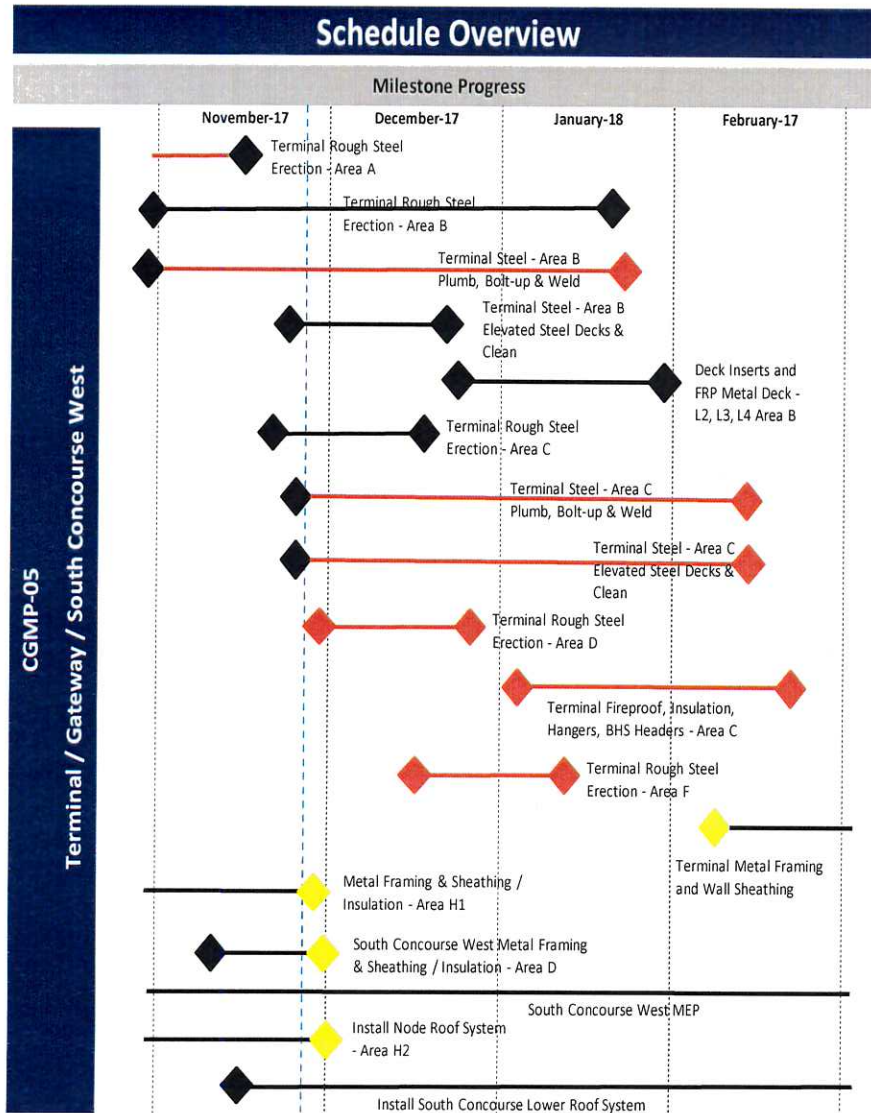 Schedule Overview
Milestone Progress
November-17
December-17
January-18
February-17
CGMP-05
Terminal / Gateway / South Concourse West
Terminal Rough Steel
Erection - Area A
Terminal Rough Steel
Erection - Area B
Terminal Steel - Area B
Plumb, Bolt-up & Weld
Terminal Steel - Area B
Elevated Steel Decks &
Clean
Deck Inserts and
FRP Metal Deck -
L2, L3, L4 Area B
Terminal Rough Steel
Erection - Area C
Terminal Steel - Area C
Plumb, Bolt-up & Weld
Terminal Steel - Area C
Elevated Steel Decks &
Clean
Terminal Rough Steel
Erection - Area D
Terminal Fireproof, Insulation,
Hangers, BHS Headers - Area C
Terminal Rough Steel
Erection - Area F
Terminal Metal Framing
and Wall Sheathing
Metal Framing & Sheathing /
Insulation - Area H1
South Concourse West Metal Framing
& Sheathing / Insulation - Area D
South Concourse West MEP
Install Node Roof System
- Area H2
Install South Concourse Lower Roof System